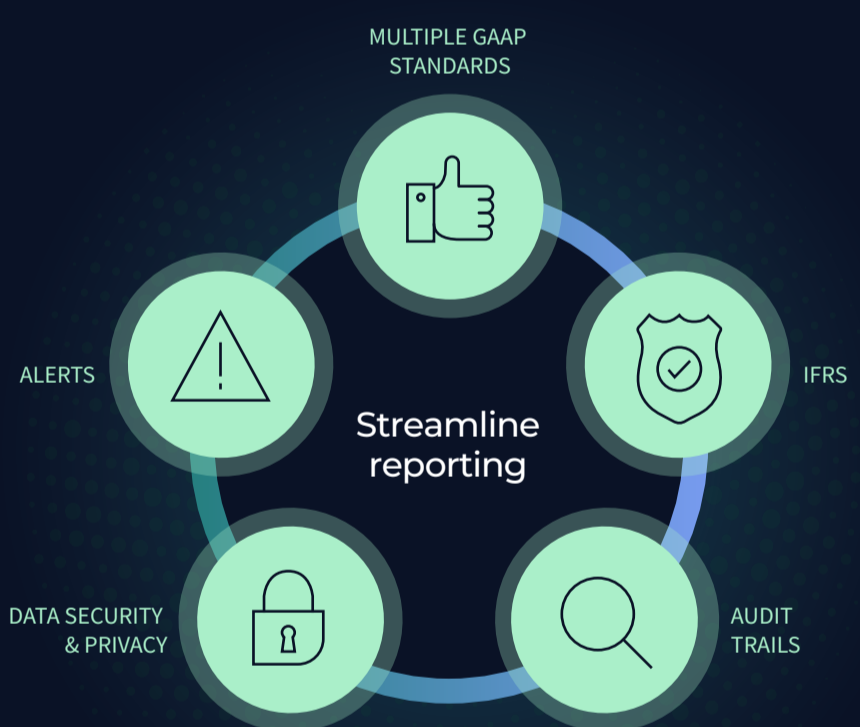 MULTIPLE GAAP
STANDARDS
ALERTS
IFRS
Streamline
reporting
DATA SECURITY
& PRIVACY
AUDIT
TRAILS